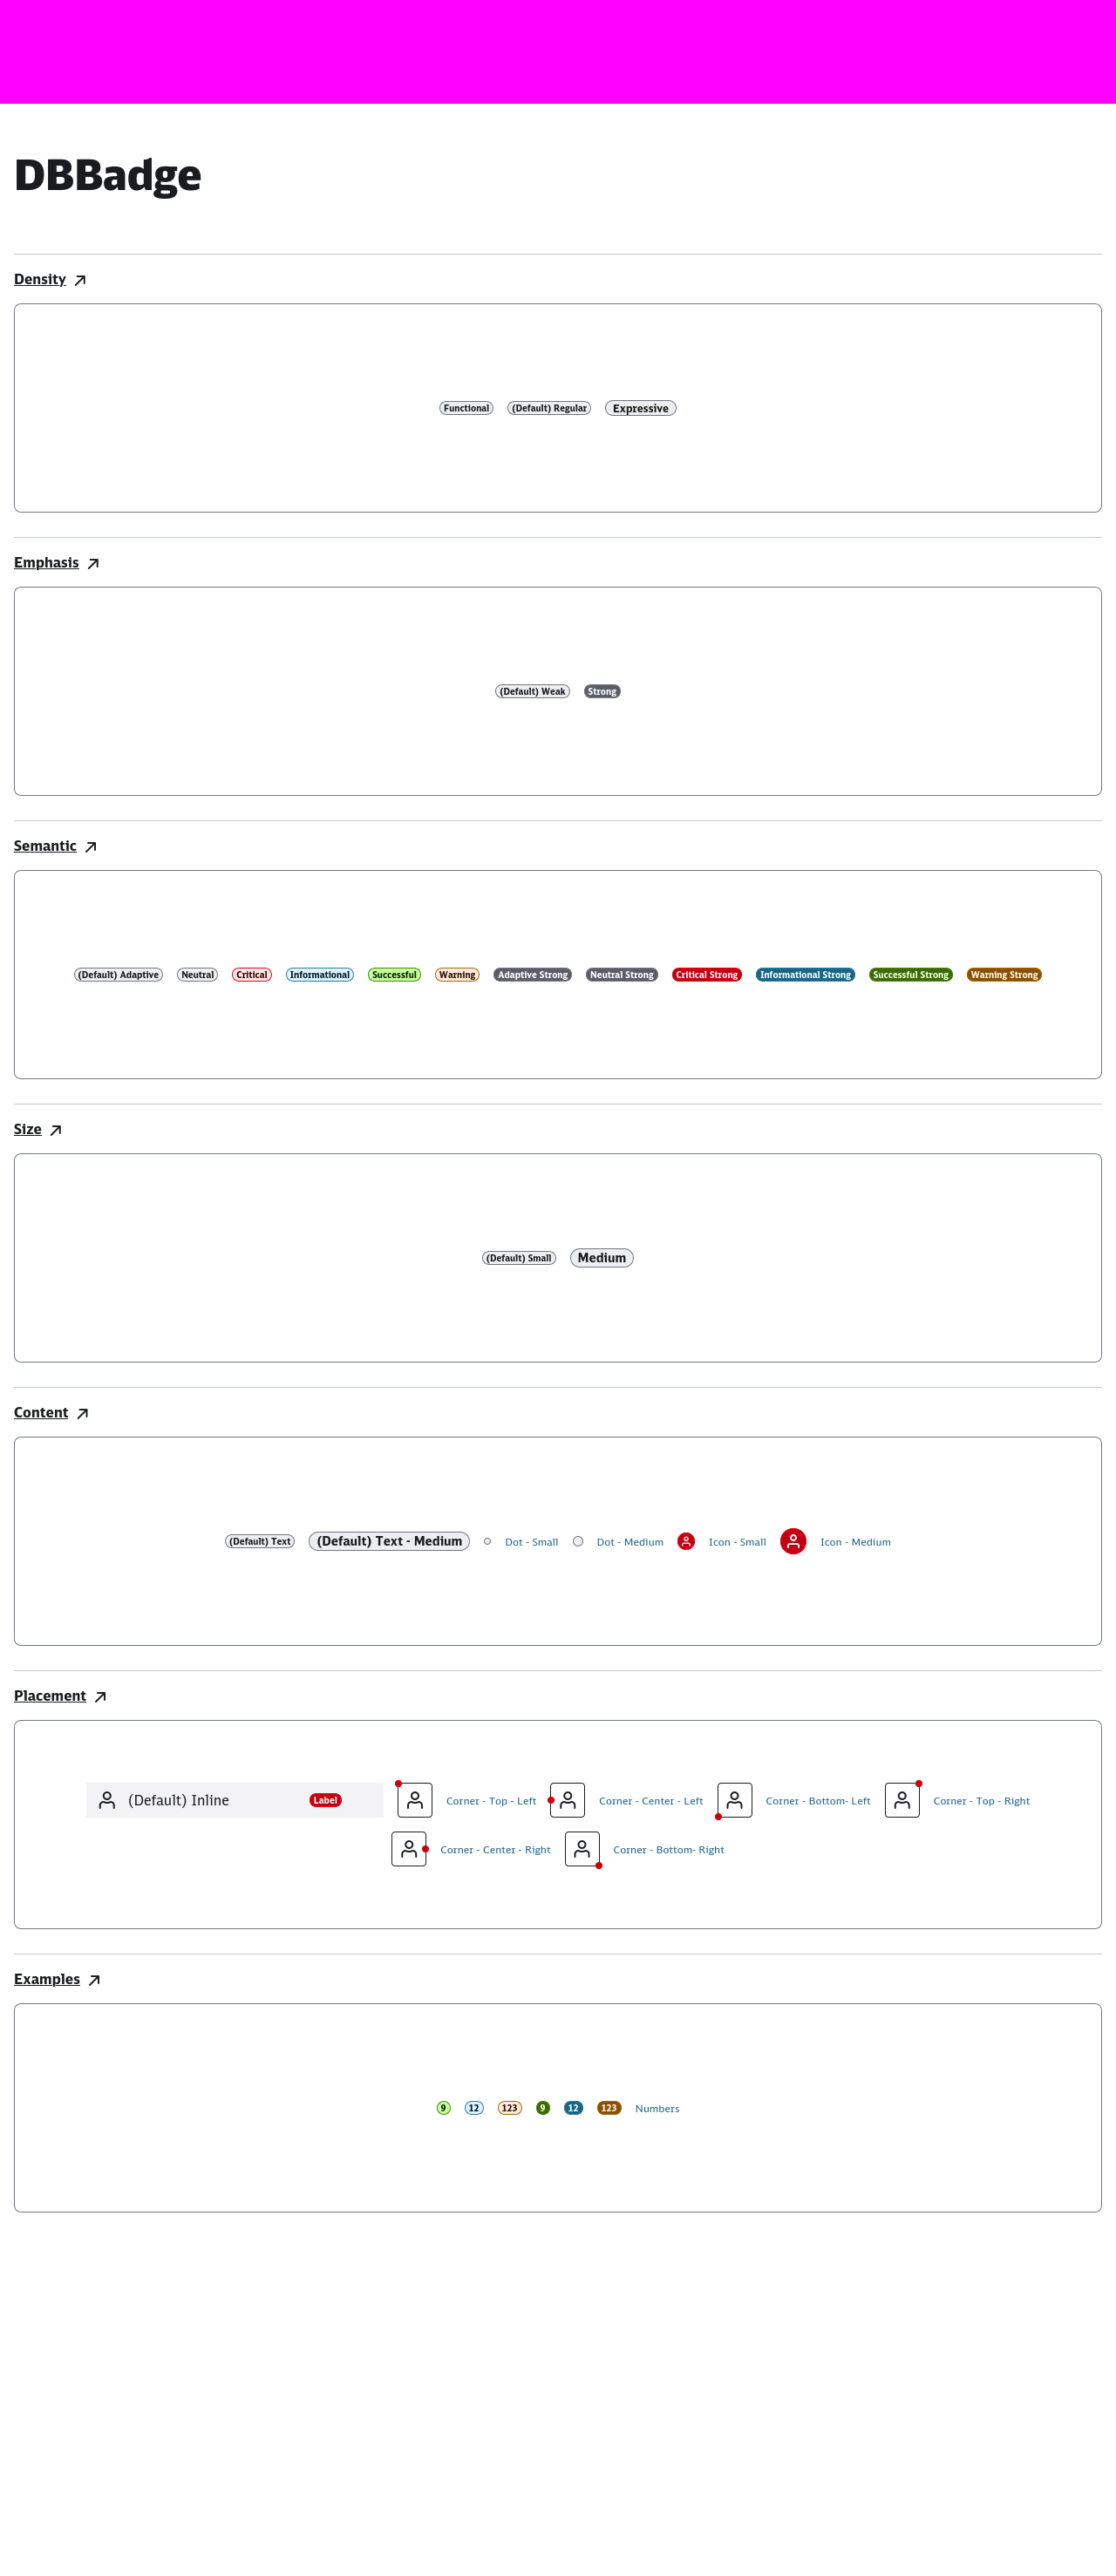 DBBadge
Density
Functional (Default) Regular Expressive
Emphasis
(Default) Weak Strong
Semantic
(Default) Adaptive Neutral Critical Informational Successful Warning Adaptive Strong Neutral Strong Critical Strong Informational Strong Successful Strong Warning Strong
Size
(Default) Small Medium
Content
(Default) Text (Default) Text - Medium Dot - Small Dot - Medium Icon - Small Icon - Medium
Placement
(Default) Inline Label Corner - Top - Left Corner - Center - Left Corner - Bottom- Left Corner - Top - Right
Corner - Center - Right Corner - Bottom- Right
Examples
9 12 123 9 12 123 Numbers